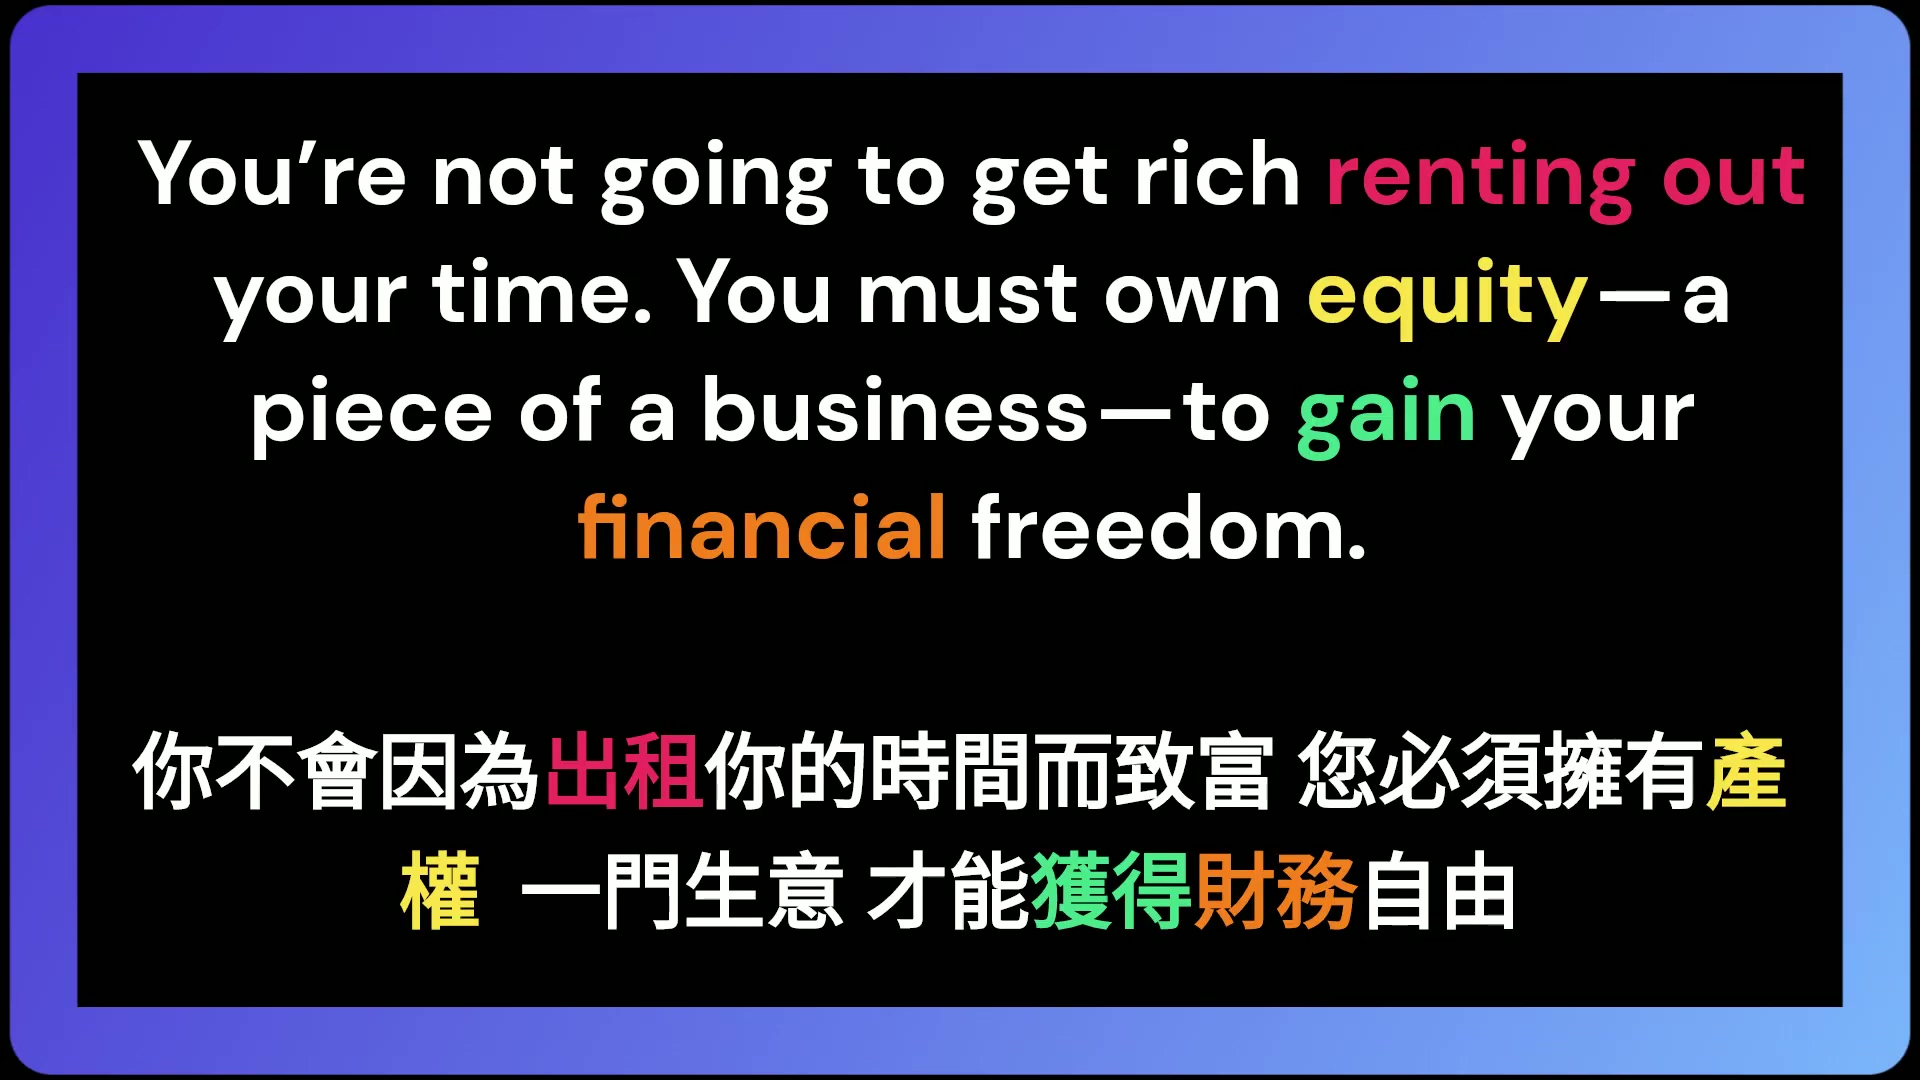 You’re not going to get rich renting out
your time. You must own equity—a
piece of a business—to gain your
financial freedom.
你不會因為出租你的時間而致富 您必須擁有產
權 一門生意 才能獲得財務自由